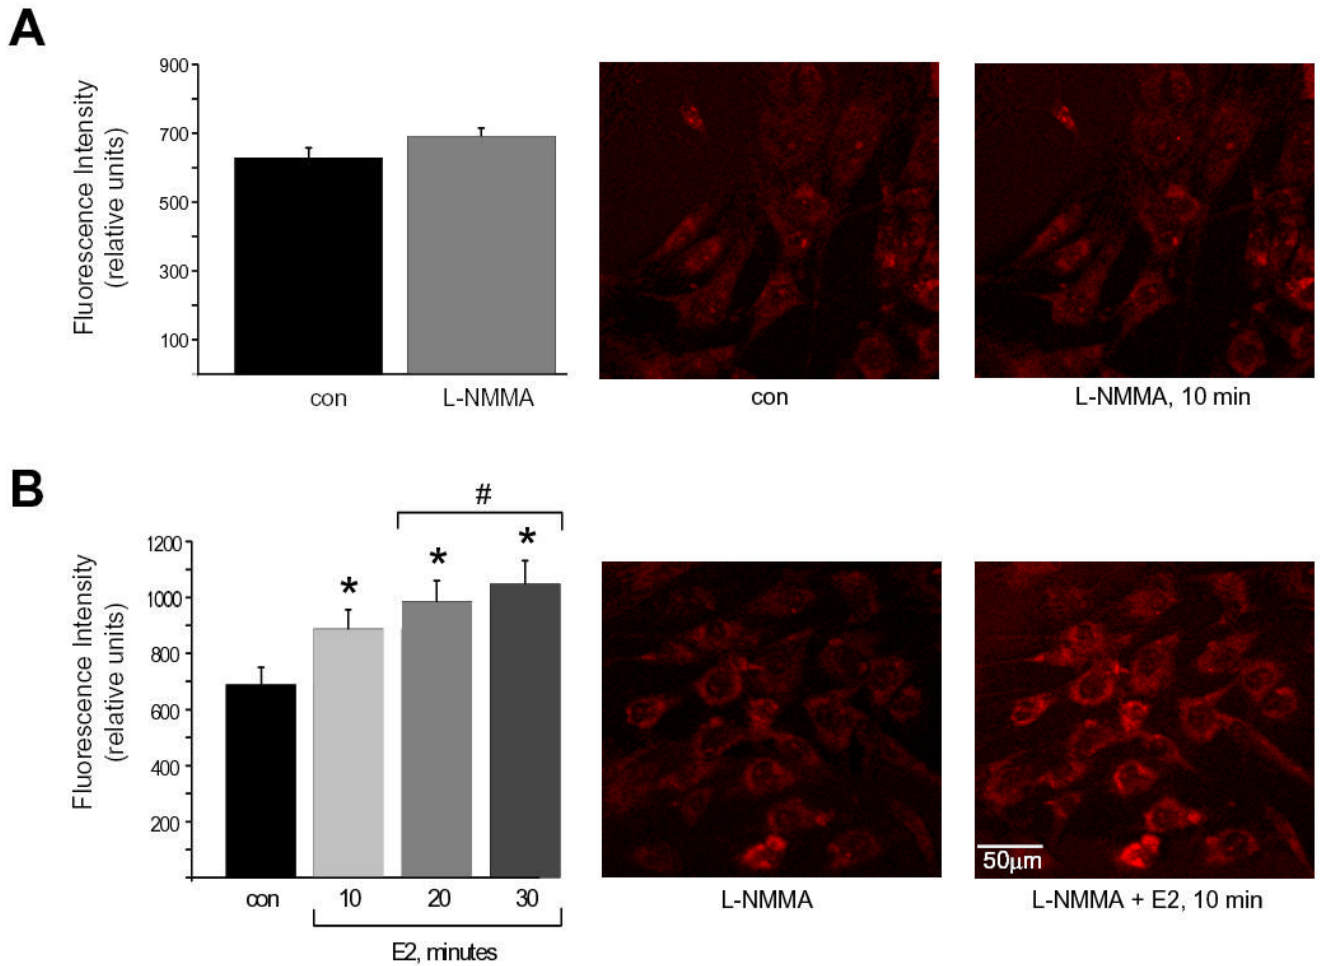 A
Fluorescence Intensity
(relative units)
900
700
500
300
100
con
L-NMMA
con
L-NMMA, 10 min
B
Fluorescence Intensity
(relative units)
1200
1000
800
600
400
200
#
*
*
*
con
10
20
30
E2, minutes
L-NMMA
50µm
L-NMMA + E2, 10 min